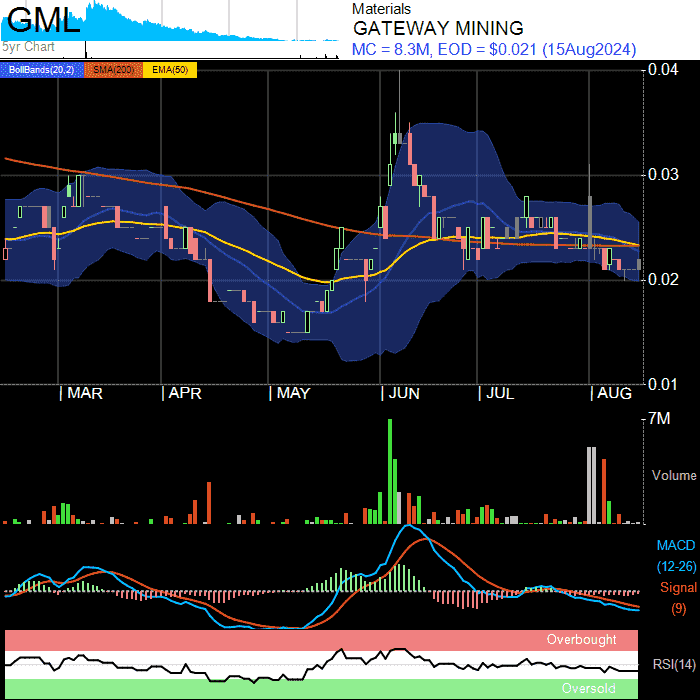 GML
5yr Chart
Materials
GATEWAY MINING
MC = 8.3M, EOD = $0.021 (15Aug2024)
BollBands(20,2) SMA(200) EMA(50)
0.04
0.03
0.02
0.01
MAR APR MAY JUN JUL AUG
7M
Volume
MACD
(12-26)
Signal
(9)
Overbought
RSI(14)
Oversold